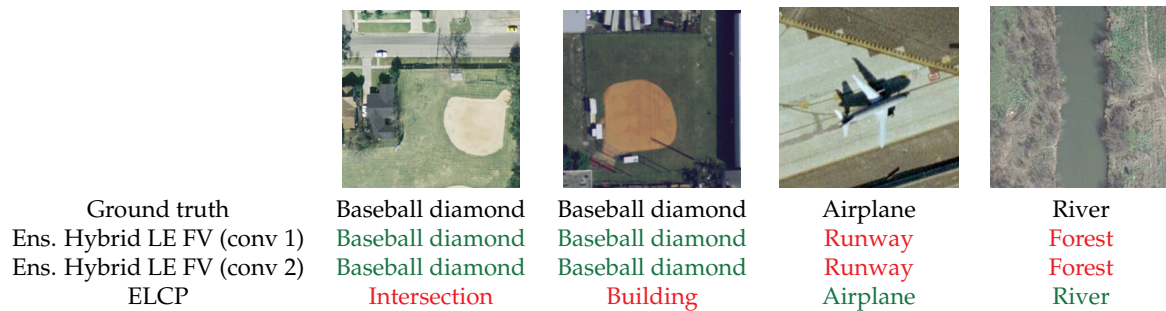 Ground truth Baseball diamond Baseball diamond Airplane River
Ens. Hybrid LE FV (conv 1) Baseball diamond Baseball diamond Runway Forest
Ens. Hybrid LE FV (conv 2) Baseball diamond Baseball diamond Runway Forest
ELCP Intersection Building Airplane River